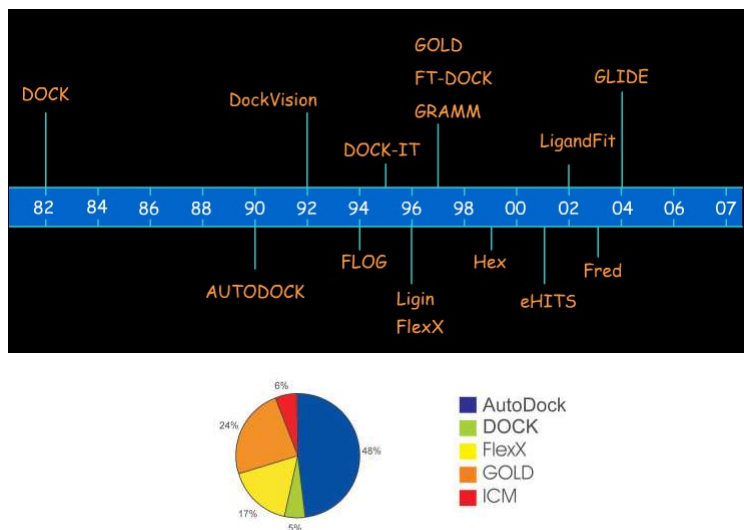 GOLD
FT-DOCK
GRAMM
DOCK
DockVision
DOCK-IT
LigandFit
GLIDE
82 84 86 88 90 92 94 96 98 00 02 04 06 07
AUTODOCK
FLOG
Ligin
FlexX
Hex
eHITS
Fred
6%
24%
48%
17%
5%
AutoDock
DOCK
FlexX
GOLD
ICM